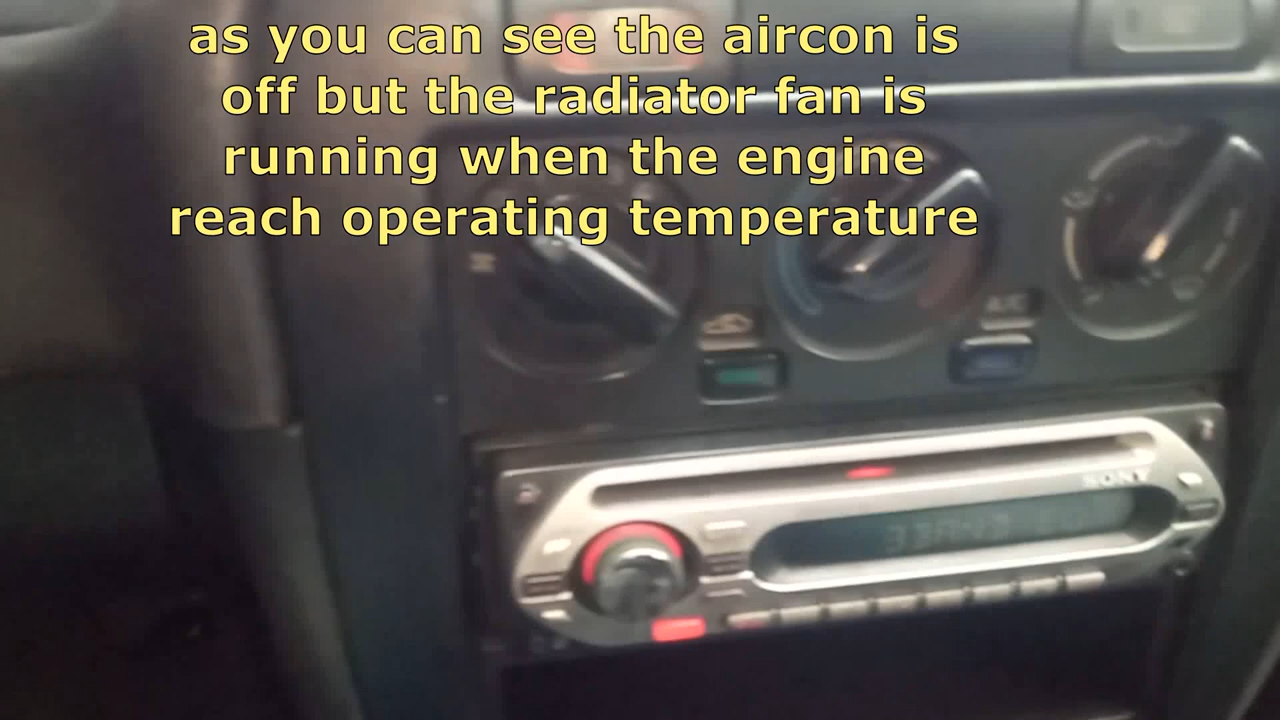 as you can see the aircon is
off but the radiator fan is
running when the engine
reach operating temperature
A/C
SONY